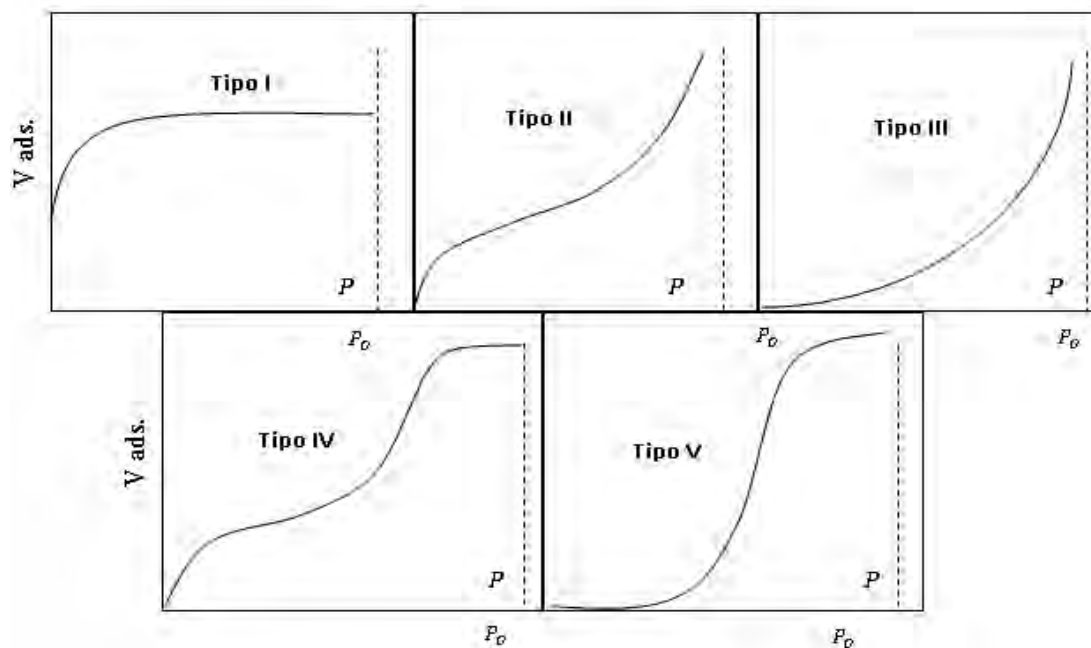 Tipo I
V ads.
P
Tipo II
P
Tipo III
P
P₀
P₀
P₀
Tipo IV
V ads.
P
Tipo V
P
P₀
P₀